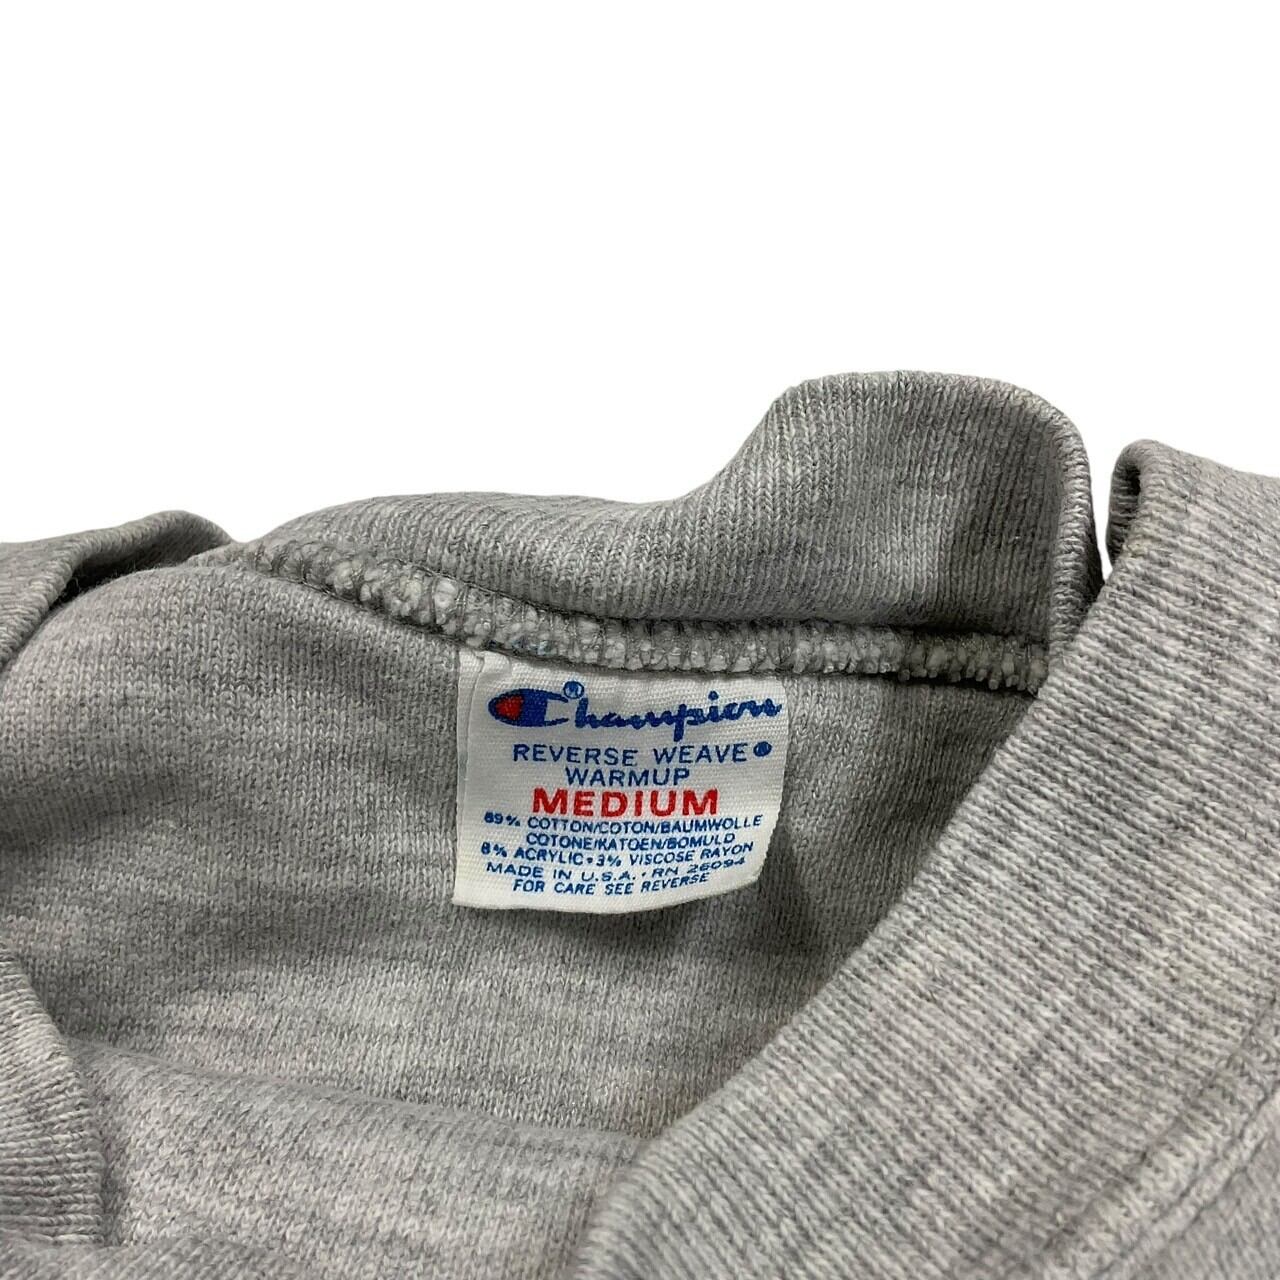 Champion
REVERSE WEAVE®
WARMUP
MEDIUM
89% COTTON/COTON/BAUMWOLLE
COTONE/KATOEN/BOMULD
8% ACRYLIC • 3% VISCOSE RAYON
MADE IN U.S.A. • RN 26094
FOR CARE SEE REVERSE